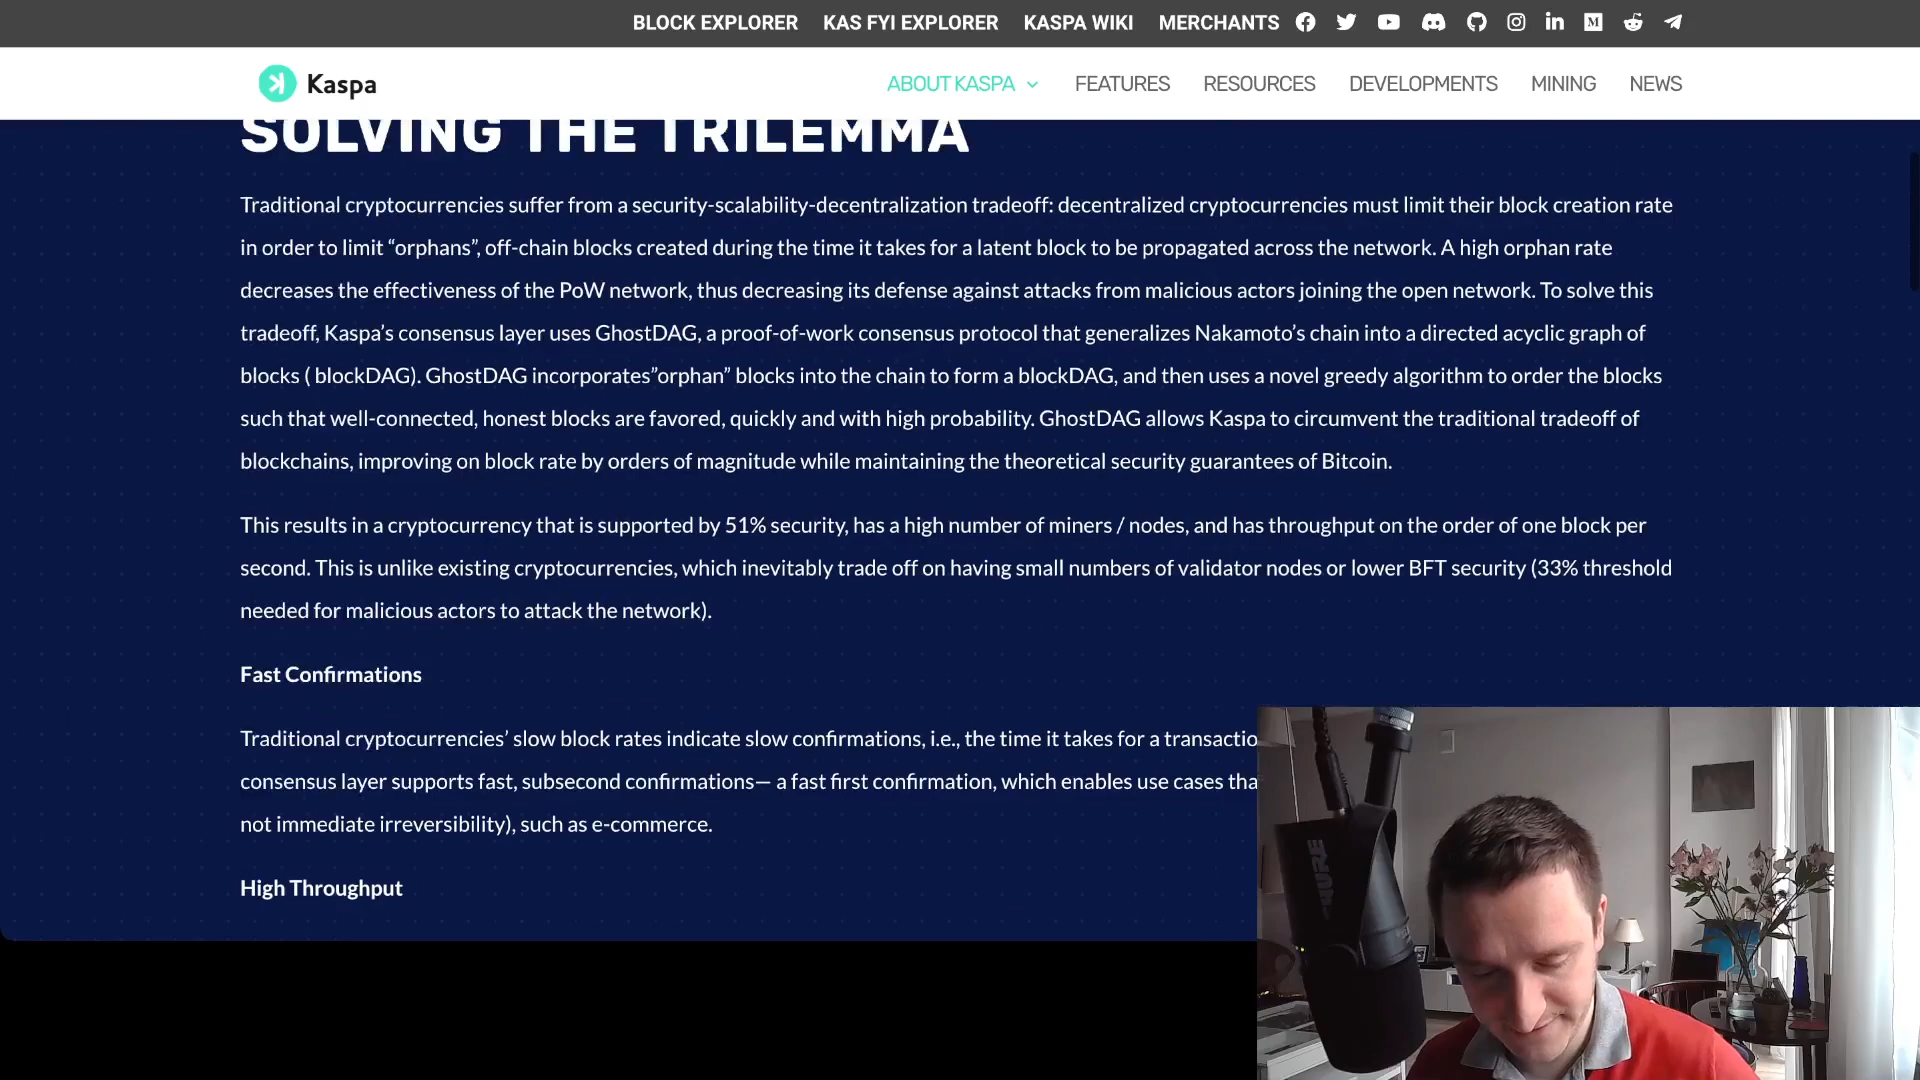 BLOCK EXPLORER KAS FYI EXPLORER KASPA WIKI MERCHANTS
Kaspa
ABOUT KASPA FEATURES RESOURCES DEVELOPMENTS MINING NEWS
SOLVING THE TRILEMMA
Traditional cryptocurrencies suffer from a security-scalability-decentralization tradeoff: decentralized cryptocurrencies must limit their block creation rate
in order to limit “orphans”, off-chain blocks created during the time it takes for a latent block to be propagated across the network. A high orphan rate
decreases the effectiveness of the PoW network, thus decreasing its defense against attacks from malicious actors joining the open network. To solve this
tradeoff, Kaspa’s consensus layer uses GhostDAG, a proof-of-work consensus protocol that generalizes Nakamoto’s chain into a directed acyclic graph of
blocks ( blockDAG). GhostDAG incorporates”orphan” blocks into the chain to form a blockDAG, and then uses a novel greedy algorithm to order the blocks
such that well-connected, honest blocks are favored, quickly and with high probability. GhostDAG allows Kaspa to circumvent the traditional tradeoff of
blockchains, improving on block rate by orders of magnitude while maintaining the theoretical security guarantees of Bitcoin.
This results in a cryptocurrency that is supported by 51% security, has a high number of miners / nodes, and has throughput on the order of one block per
second. This is unlike existing cryptocurrencies, which inevitably trade off on having small numbers of validator nodes or lower BFT security (33% threshold
needed for malicious actors to attack the network).
Fast Confirmations
Traditional cryptocurrencies’ slow block rates indicate slow confirmations, i.e., the time it takes for a transactio
consensus layer supports fast, subsecond confirmations— a fast first confirmation, which enables use cases tha
not immediate irreversibility), such as e-commerce.
High Throughput
SHURE